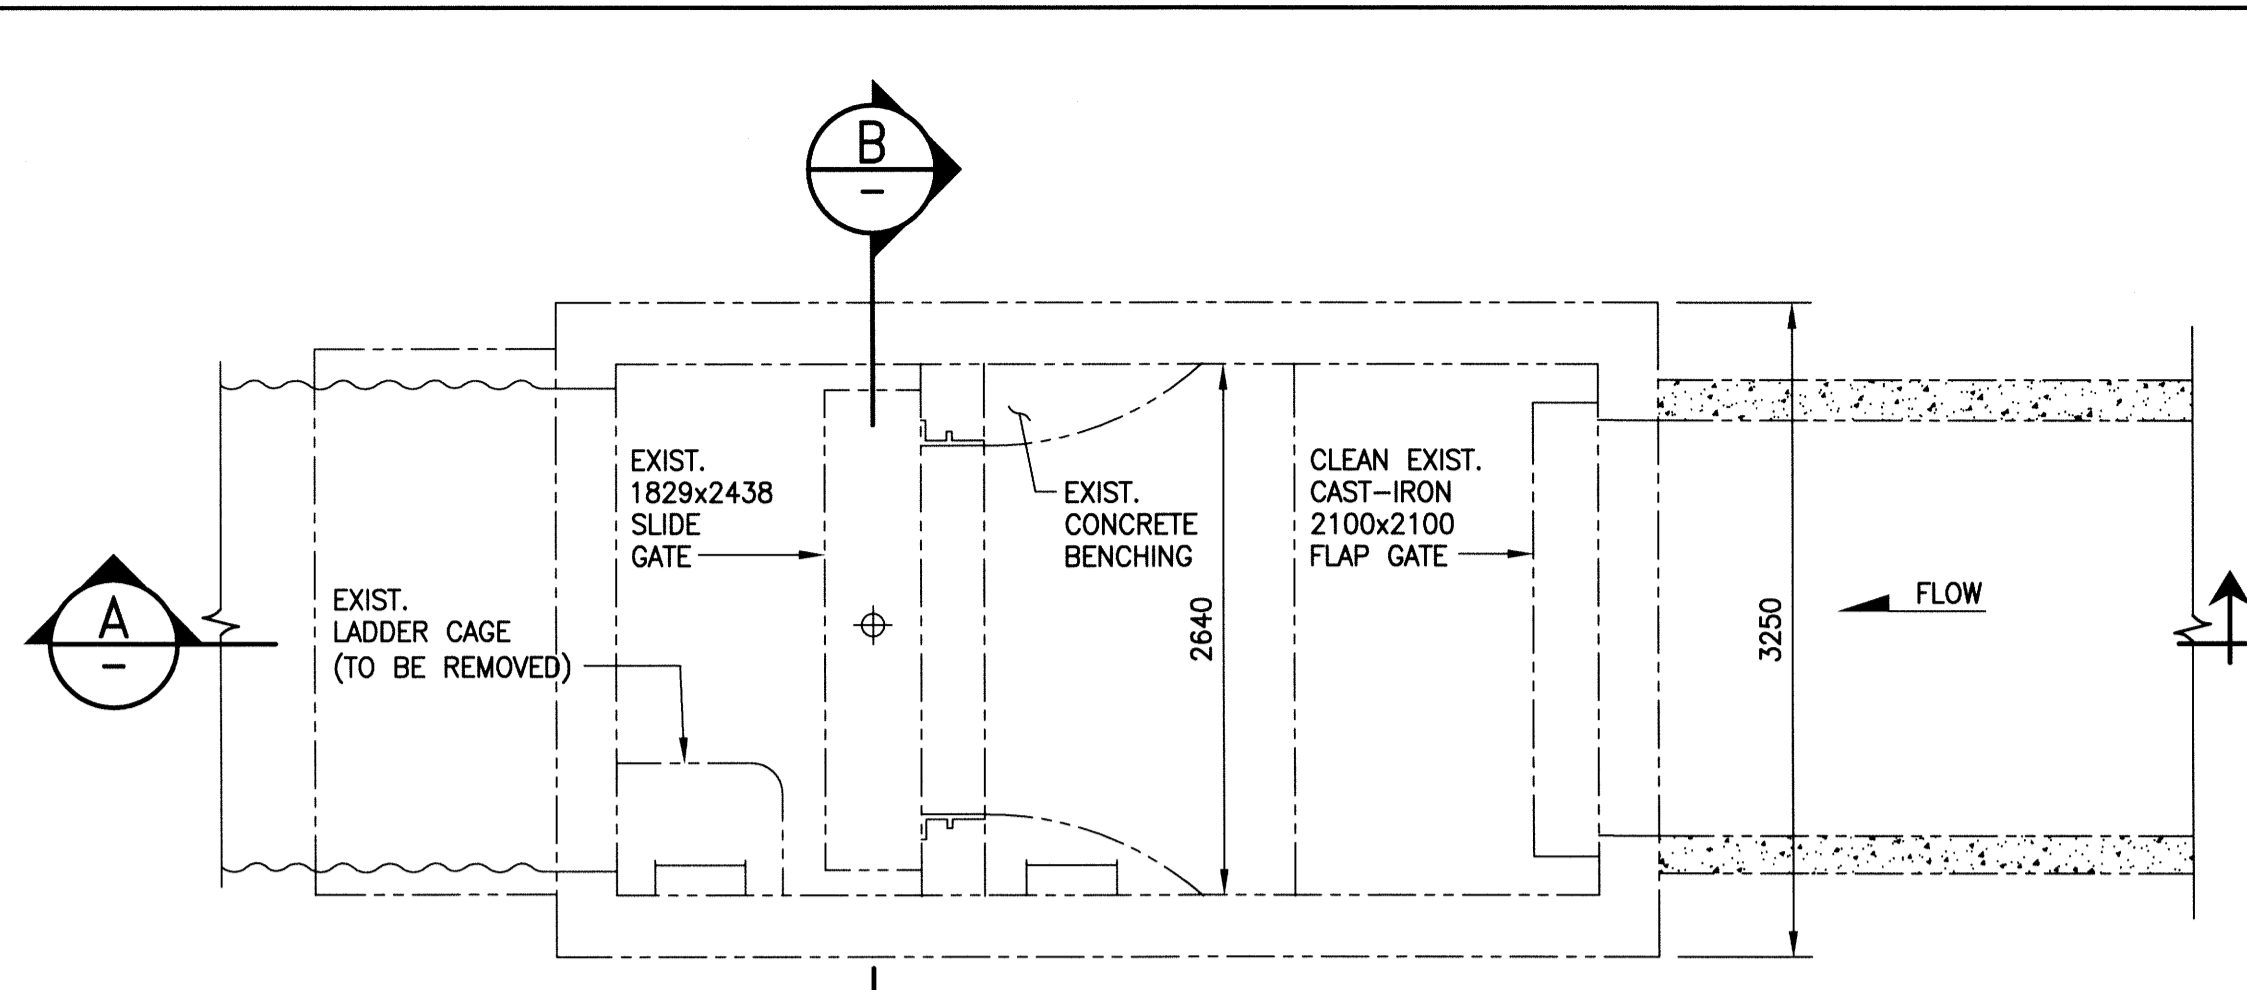 B
–
EXIST.
1829x2438
SLIDE
GATE
EXIST.
CONCRETE
BENCHING
CLEAN EXIST.
CAST–IRON
2100x2100
FLAP GATE
EXIST.
LADDER CAGE
(TO BE REMOVED)
A
–
2640
3250
FLOW